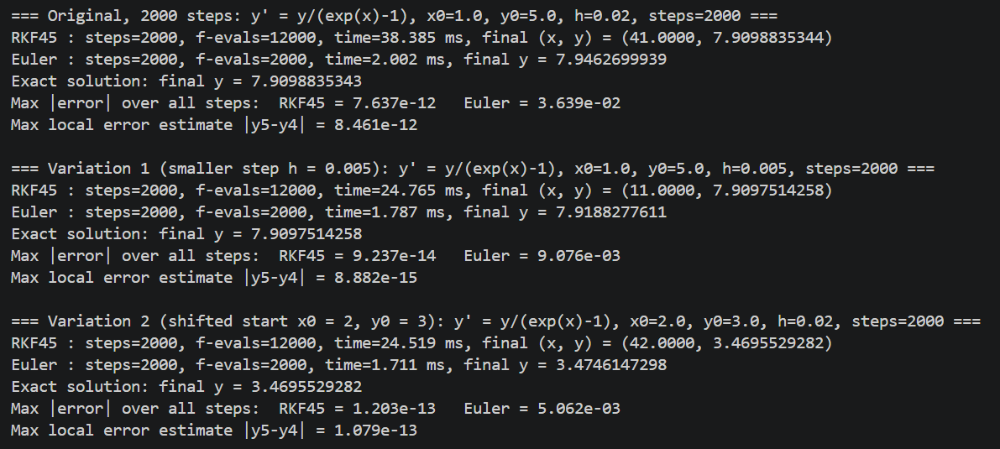 === Original, 2000 steps: y' = y/(exp(x)-1), x0=1.0, y0=5.0, h=0.02, steps=2000 ===
RKF45 : steps=2000, f-evals=12000, time=38.385 ms, final (x, y) = (41.0000, 7.9098835344)
Euler : steps=2000, f-evals=2000, time=2.002 ms, final y = 7.9462699939
Exact solution: final y = 7.9098835343
Max |error| over all steps:  RKF45 = 7.637e-12   Euler = 3.639e-02
Max local error estimate |y5-y4| = 8.461e-12
=== Variation 1 (smaller step h = 0.005): y' = y/(exp(x)-1), x0=1.0, y0=5.0, h=0.005, steps=2000 ===
RKF45 : steps=2000, f-evals=12000, time=24.765 ms, final (x, y) = (11.0000, 7.9097514258)
Euler : steps=2000, f-evals=2000, time=1.787 ms, final y = 7.9188277611
Exact solution: final y = 7.9097514258
Max |error| over all steps:  RKF45 = 9.237e-14   Euler = 9.076e-03
Max local error estimate |y5-y4| = 8.882e-15
=== Variation 2 (shifted start x0 = 2, y0 = 3): y' = y/(exp(x)-1), x0=2.0, y0=3.0, h=0.02, steps=2000 ===
RKF45 : steps=2000, f-evals=12000, time=24.519 ms, final (x, y) = (42.0000, 3.4695529282)
Euler : steps=2000, f-evals=2000, time=1.711 ms, final y = 3.4746147298
Exact solution: final y = 3.4695529282
Max |error| over all steps:  RKF45 = 1.203e-13   Euler = 5.062e-03
Max local error estimate |y5-y4| = 1.079e-13